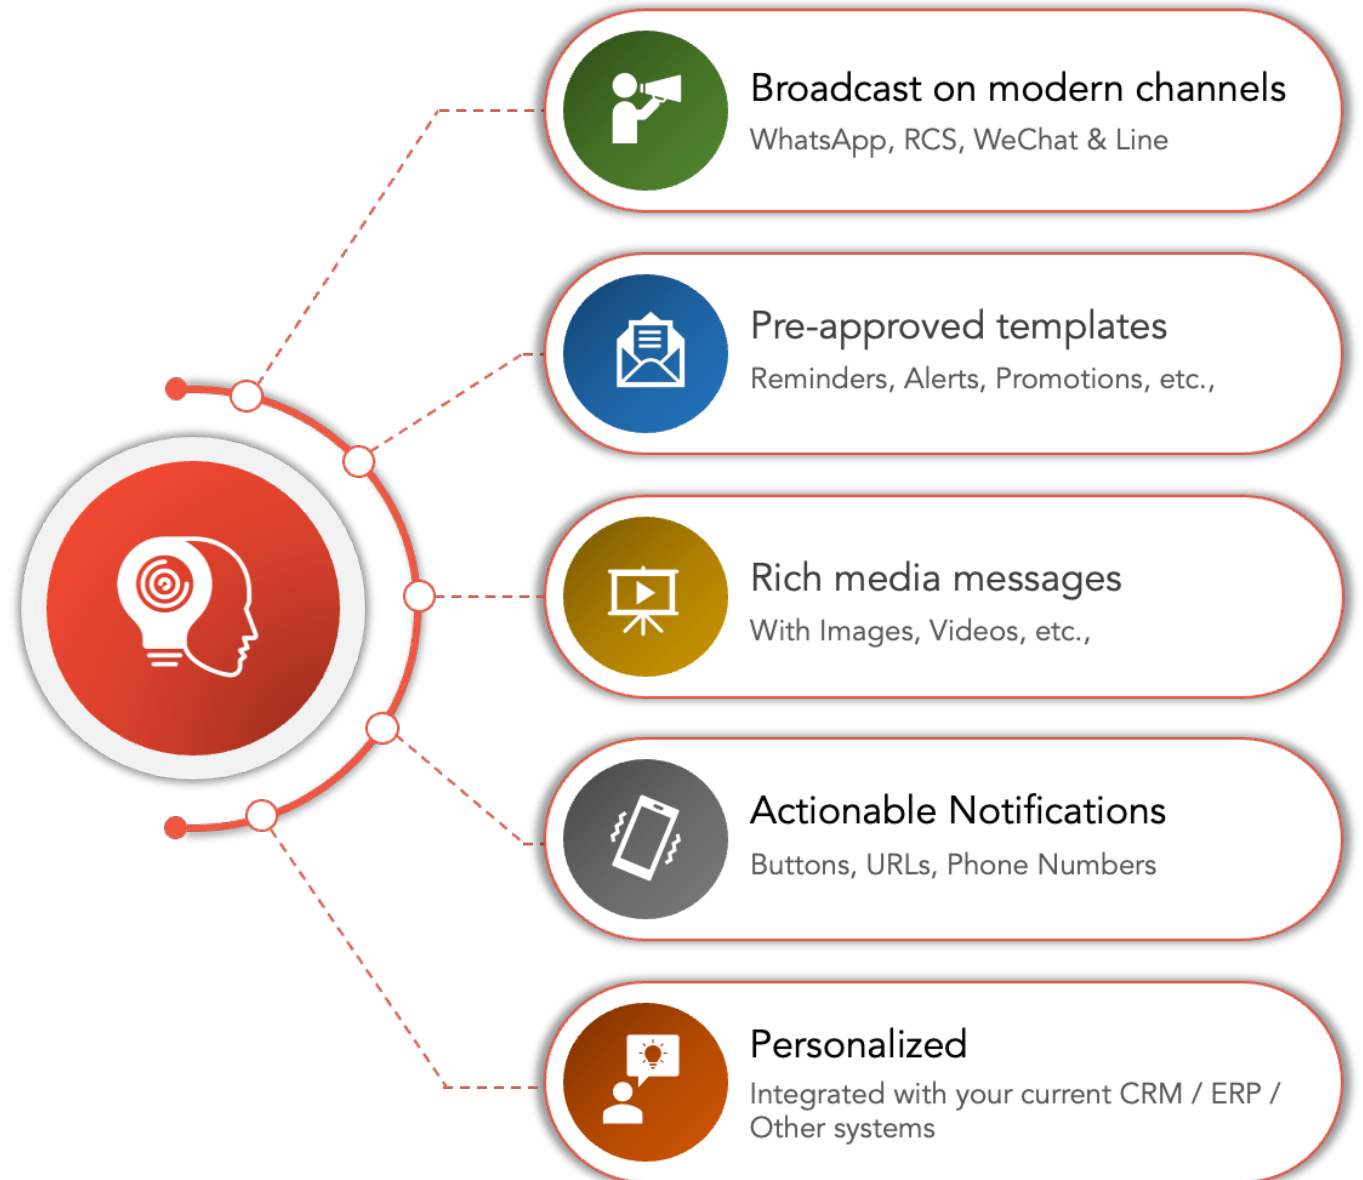 Broadcast on modern channels
WhatsApp, RCS, WeChat & Line
Pre-approved templates
Reminders, Alerts, Promotions, etc.,
Rich media messages
With Images, Videos, etc.,
Actionable Notifications
Buttons, URLs, Phone Numbers
Personalized
Integrated with your current CRM / ERP /
Other systems